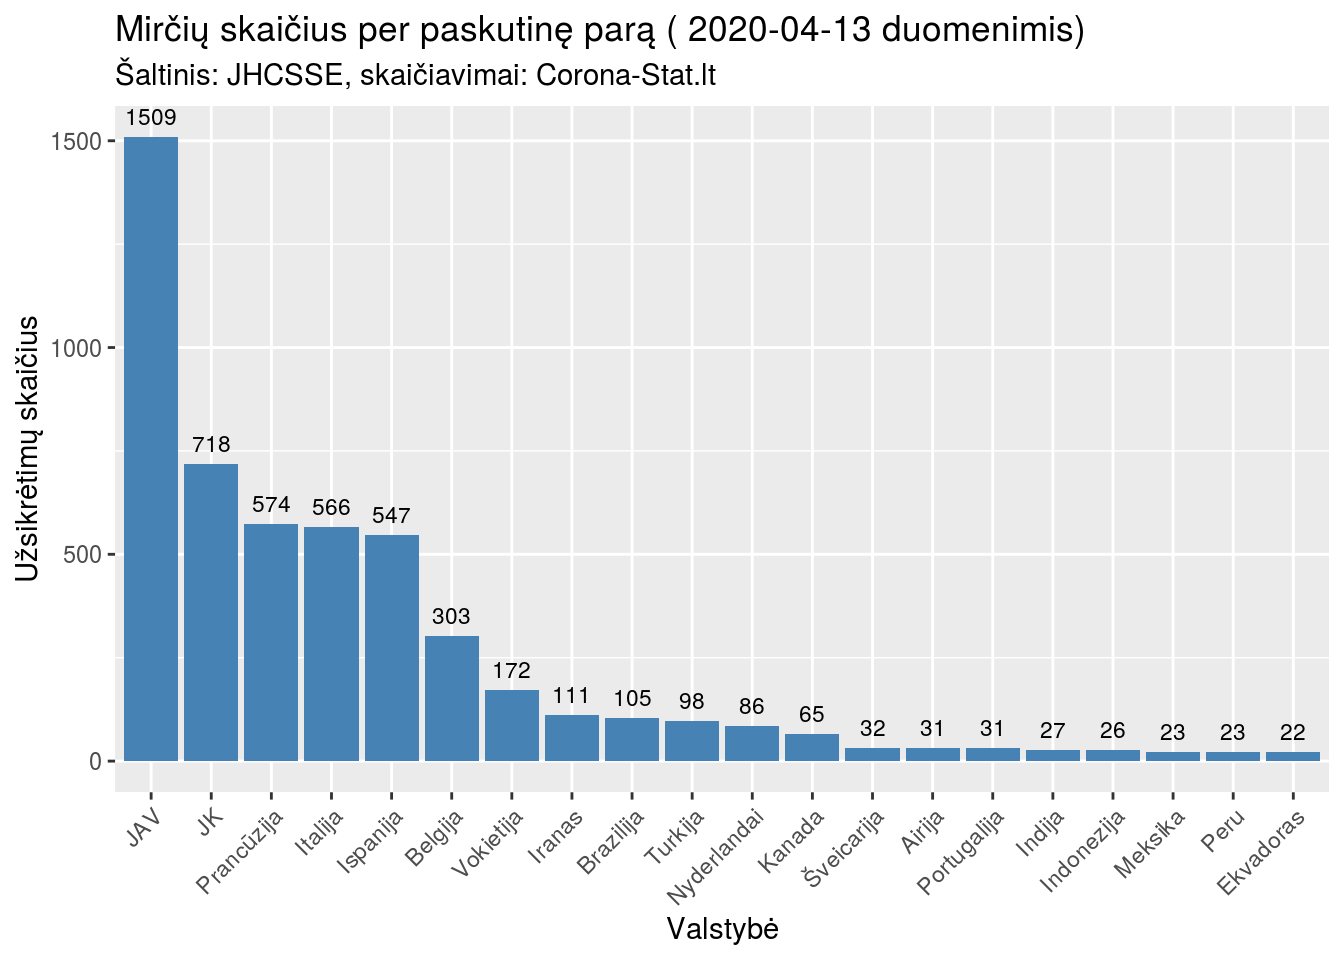 Mirčių skaičius per paskutinę parą ( 2020-04-13 duomenimis)
Šaltinis: JHCSSE, skaičiavimai: Corona-Stat.lt
Užsikrėtimų skaičius
1500
1000
500
0
1509
718
574
566
547
303
172
111
105
98
86
65
32
31
31
27
26
23
23
22
JAV
JK
Prancūzija
Italija
Ispanija
Belgija
Vokietija
Iranas
Brazilija
Turkija
Nyderlandai
Kanada
Šveicarija
Airija
Portugalija
Indija
Indonezija
Meksika
Peru
Ekvadoras
Valstybė